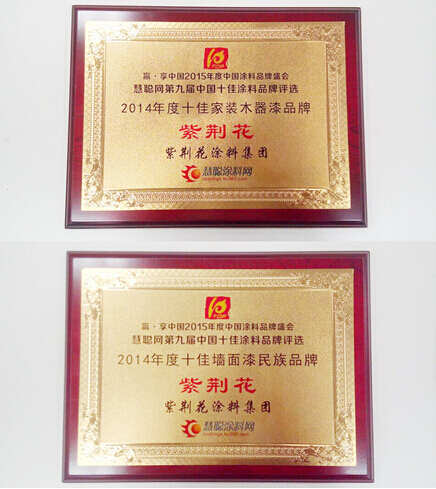 TOP
赢·享中国2015年度中国涂料品牌盛会
慧聪网第九届中国十佳涂料品牌评选
2014年度十佳家装木器漆品牌
紫荆花
紫荆花涂料集团
慧聪涂料网
TOP
赢·享中国2015年度中国涂料品牌盛会
慧聪网第九届中国十佳涂料品牌评选
2014年度十佳墙面漆民族品牌
紫荆花
紫荆花涂料集团
慧聪涂料网